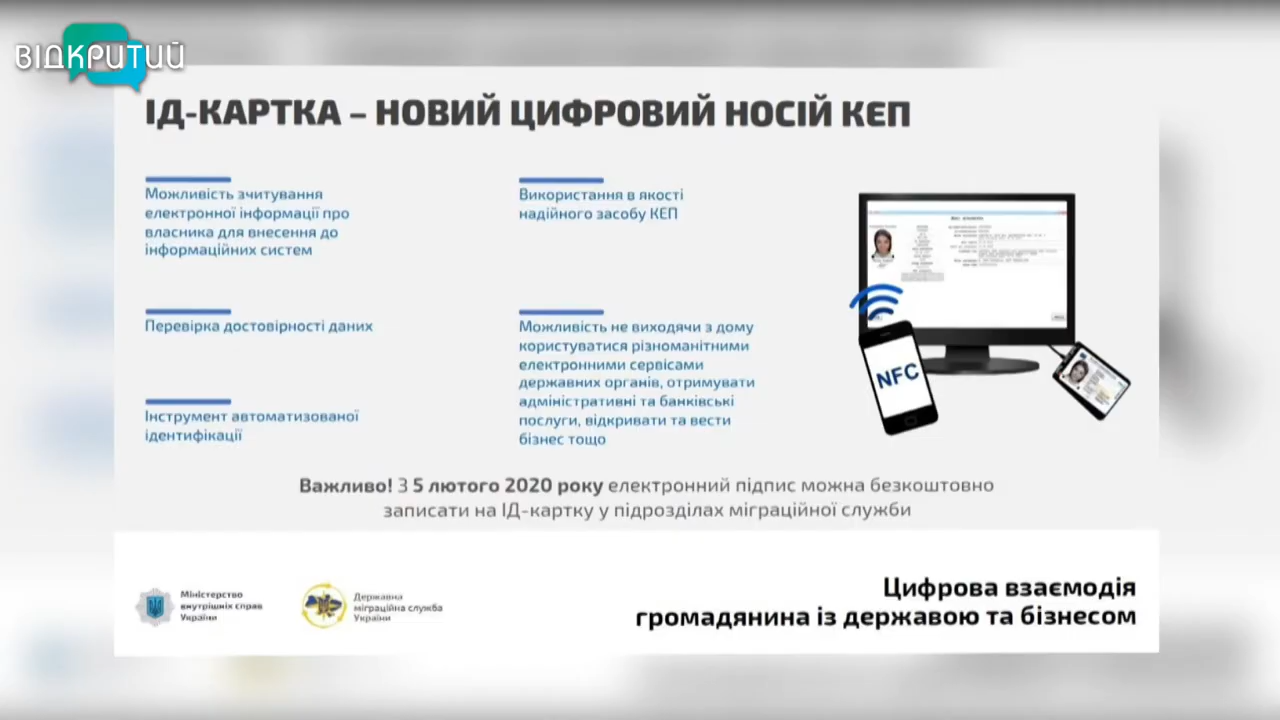 ВІДКРИТИЙ
ІД-КАРТКА – НОВИЙ ЦИФРОВИЙ НОСІЙ КЕП
Можливість зчитування
електронної інформації про
власника для внесення до
інформаційних систем
Перевірка достовірності даних
Інструмент автоматизованої
ідентифікації
Використання в якості
надійного засобу КЕП
Можливість не виходячи з дому
користуватися різноманітними
електронними сервісами
державних органів, отримувати
адміністративні та банківські
послуги, відкривати та вести
бізнес тощо
NFC
Важливо! З 5 лютого 2020 року електронний підпис можна безкоштовно
записати на ІД-картку у підрозділах міграційної служби
Міністерство
внутрішніх справ
України
Державна
міграційна служба
України
Цифрова взаємодія
громадянина із державою та бізнесом